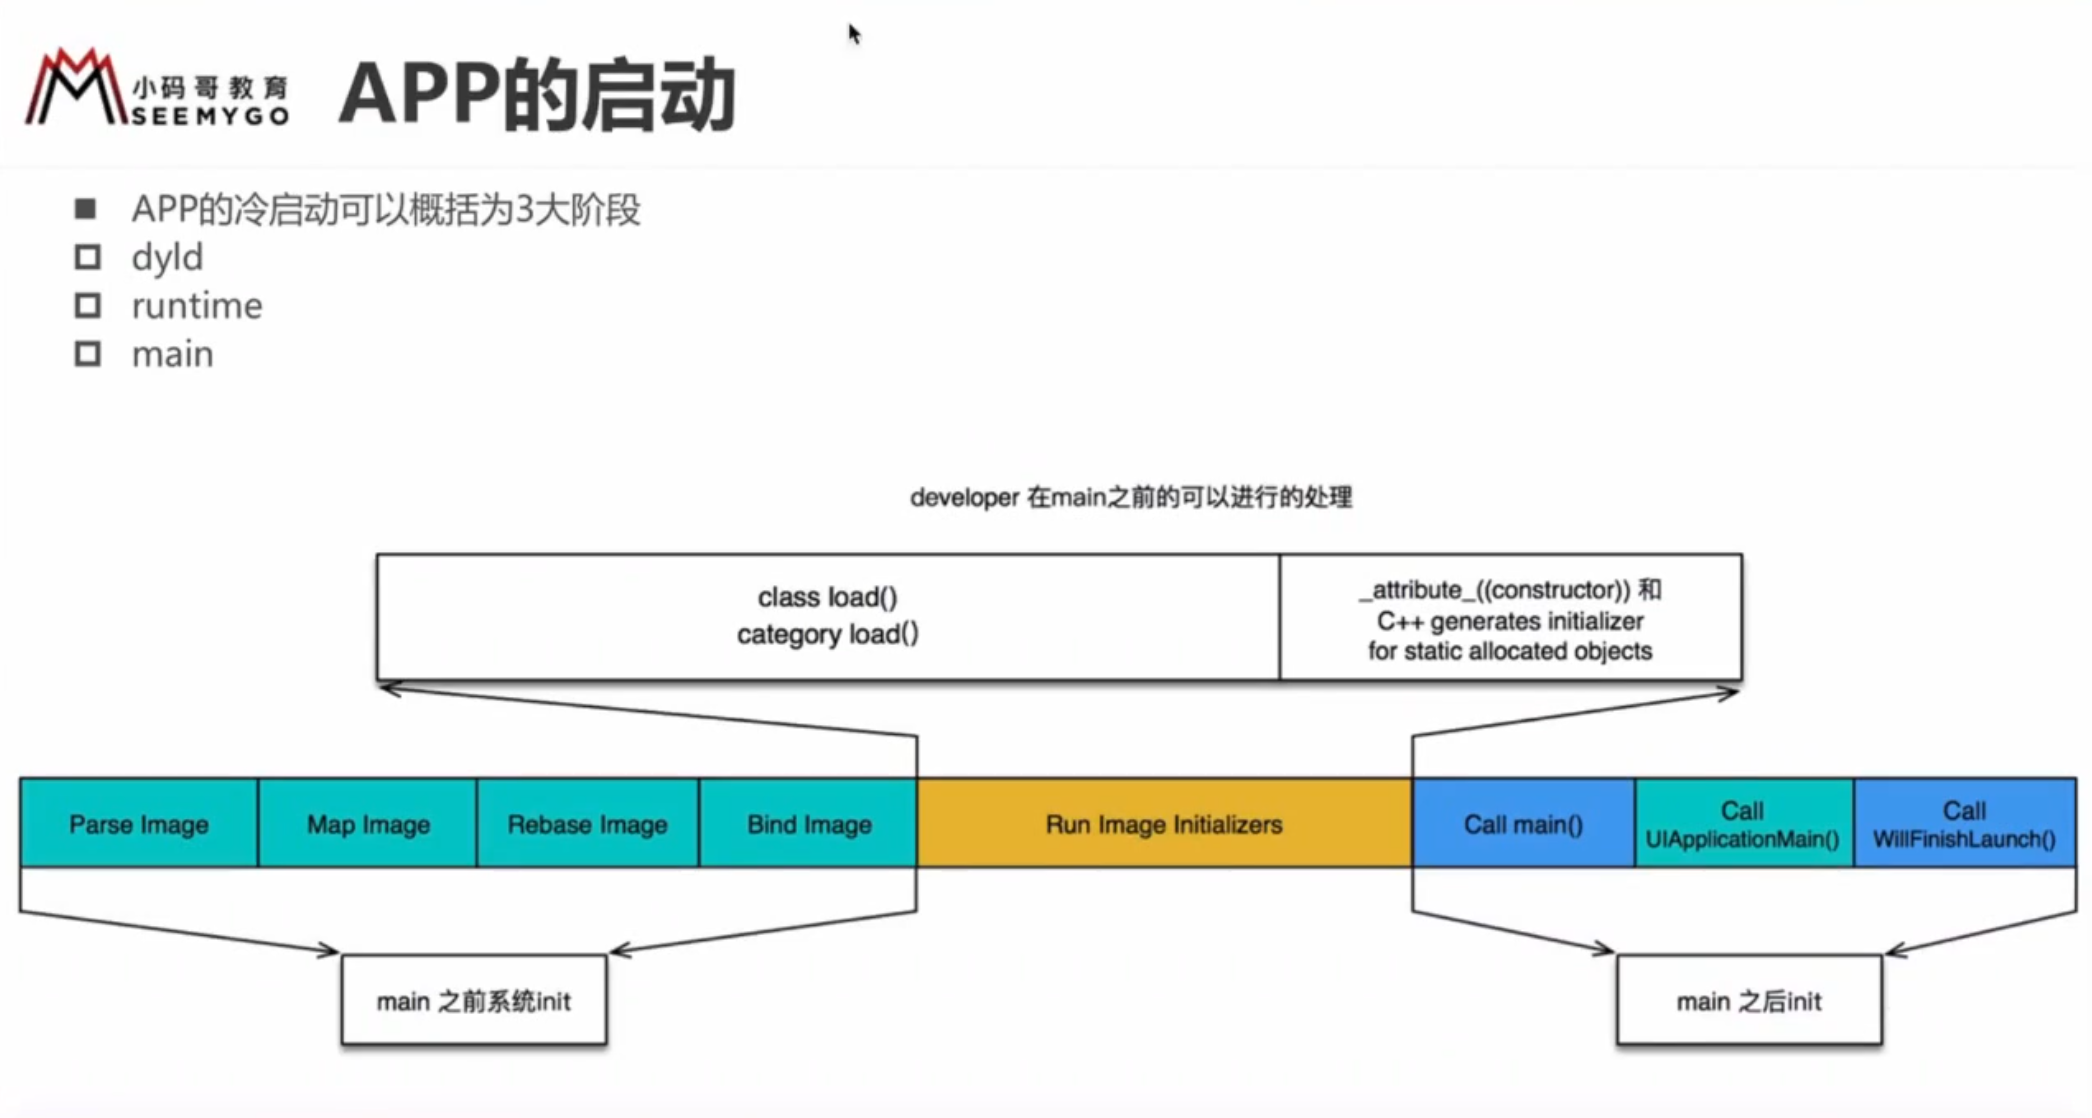 小码哥教育
SEEMYGO
APP的启动
APP的冷启动可以概括为3大阶段
dyld
runtime
main
developer 在main之前的可以进行的处理
class load()
category load()
_attribute_((constructor)) 和
C++ generates initializer
for static allocated objects
Parse Image
Map Image
Rebase Image
Bind Image
Run Image Initializers
Call main()
Call
UIApplicationMain()
Call
WillFinishLaunch()
main 之前系统init
main 之后init